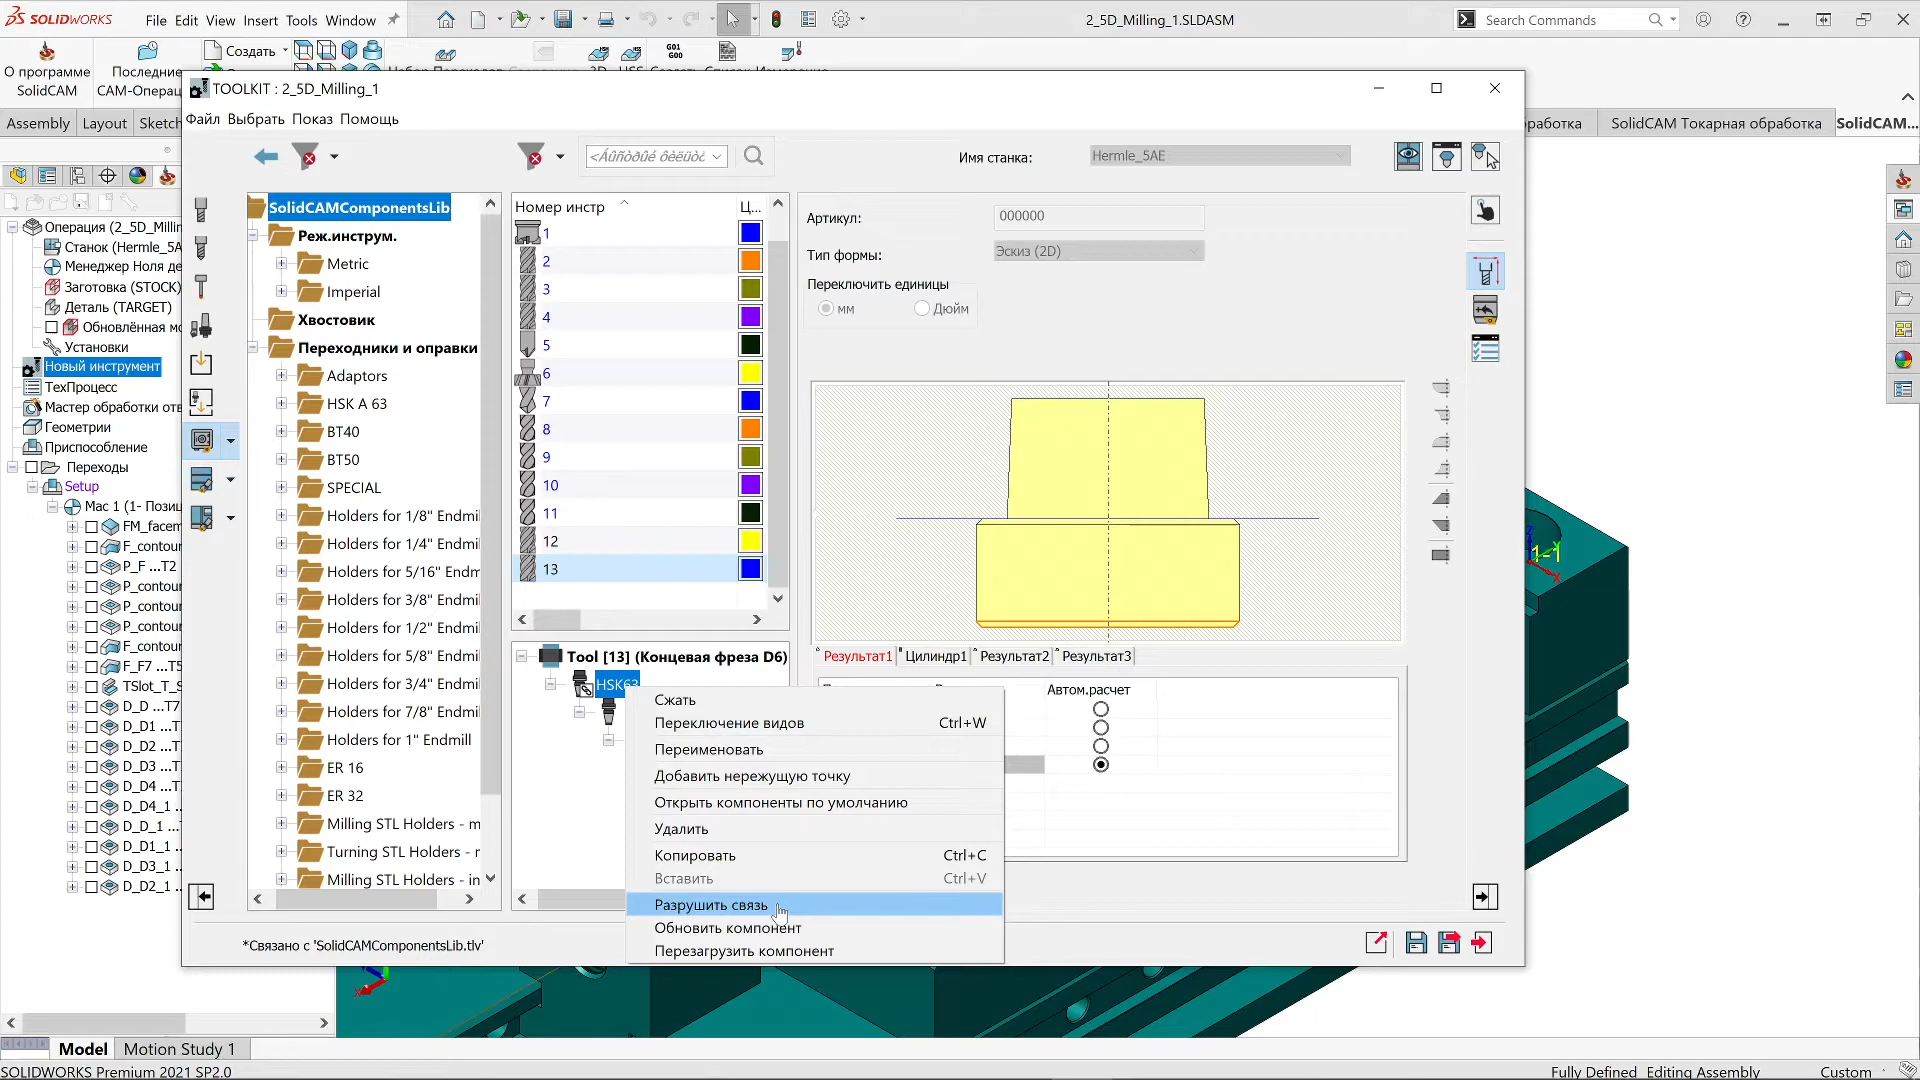 SOLIDWORKS File Edit View Insert Tools Window 2_5D_Milling_1.SLDASM Search Commands
О программе SolidCAM
Последние CAM-Опера
Создать
G01 G00
TOOLKIT : 2_5D_Milling_1
Файл Выбрать Показ Помощь
Assembly Layout Sketch
работка SolidCAM Токарная обработка SolidCAM...
Имя станка: Hermle_5AE
Операция (2_5D_Millin
Станок (Hermle_5A
Менеджер Ноля де
Заготовка (STOCK)
Деталь (TARGET)
Обновлённая мо
Установки
Новый инструмент
ТехПроцесс
Мастер обработки отв
Геометрии
Приспособление
Переходы
Setup
Mac 1 (1- Позиц
FM_facem
F_contour
P_F ...T2
P_contour
P_contour
P_contour
F_contour
F_F7 ...T5
TSlot_T_S
D_D ...T7
D_D1 ...T
D_D2 ...T
D_D3 ...T
D_D4 ...T
D_D4_1 ..
D_D_1 ...T
D_D1_1 ..
D_D3_1 ..
D_D2_1 ..
SolidCAMComponentsLib
Реж.инструм.
Metric
Imperial
Хвостовик
Переходники и оправки
Adaptors
HSK A 63
BT40
BT50
SPECIAL
Holders for 1/8" Endmi
Holders for 1/4" Endmi
Holders for 5/16" Endm
Holders for 3/8" Endmi
Holders for 1/2" Endmi
Holders for 5/8" Endmi
Holders for 3/4" Endmi
Holders for 7/8" Endmi
Holders for 1" Endmill
ER 16
ER 32
Milling STL Holders - m
Turning STL Holders - r
Milling STL Holders - in
*Связано с 'SolidCAMComponentsLib.tlv'
Номер инстр Ц...
1
2
3
4
5
6
7
8
9
10
11
12
13
Tool [13] (Концевая фреза D6)
HSK63
Артикул: 000000
Тип формы: Эскиз (2D)
Переключить единицы
мм Дюйм
Результат1 Цилиндр1 Результат2 Результат3
Автом.расчет
Сжать
Переключение видов Ctrl+W
Переименовать
Добавить нережущую точку
Открыть компоненты по умолчанию
Удалить
Копировать Ctrl+C
Вставить Ctrl+V
Разрушить связь
Обновить компонент
Перезагрузить компонент
Model Motion Study 1
SOLIDWORKS Premium 2021 SP2.0 Fully Defined Editing Assembly Custom